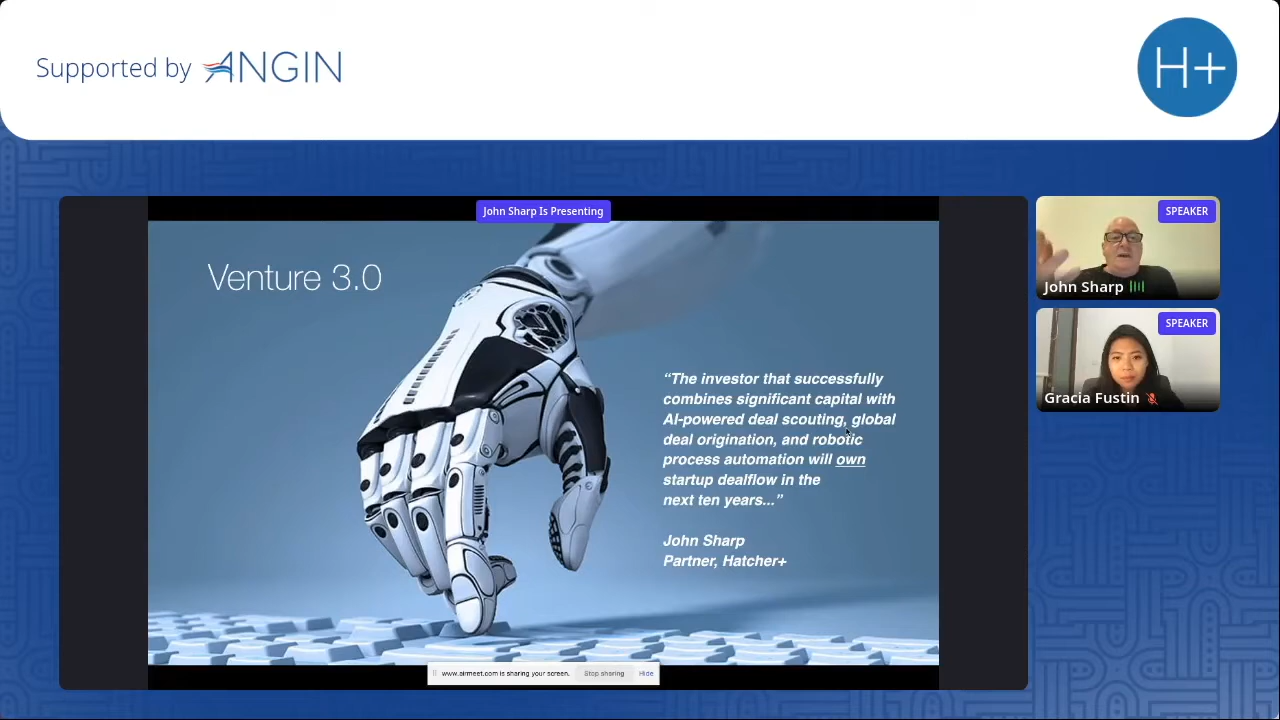 Supported by ANGIN
H+
John Sharp Is Presenting
Venture 3.0
“The investor that successfully
combines significant capital with
AI-powered deal scouting, global
deal origination, and robotic
process automation will own
startup dealflow in the
next ten years...”
John Sharp
Partner, Hatcher+
www.airmeet.com is sharing your screen. Stop sharing Hide
SPEAKER
John Sharp
SPEAKER
Gracia Fustin